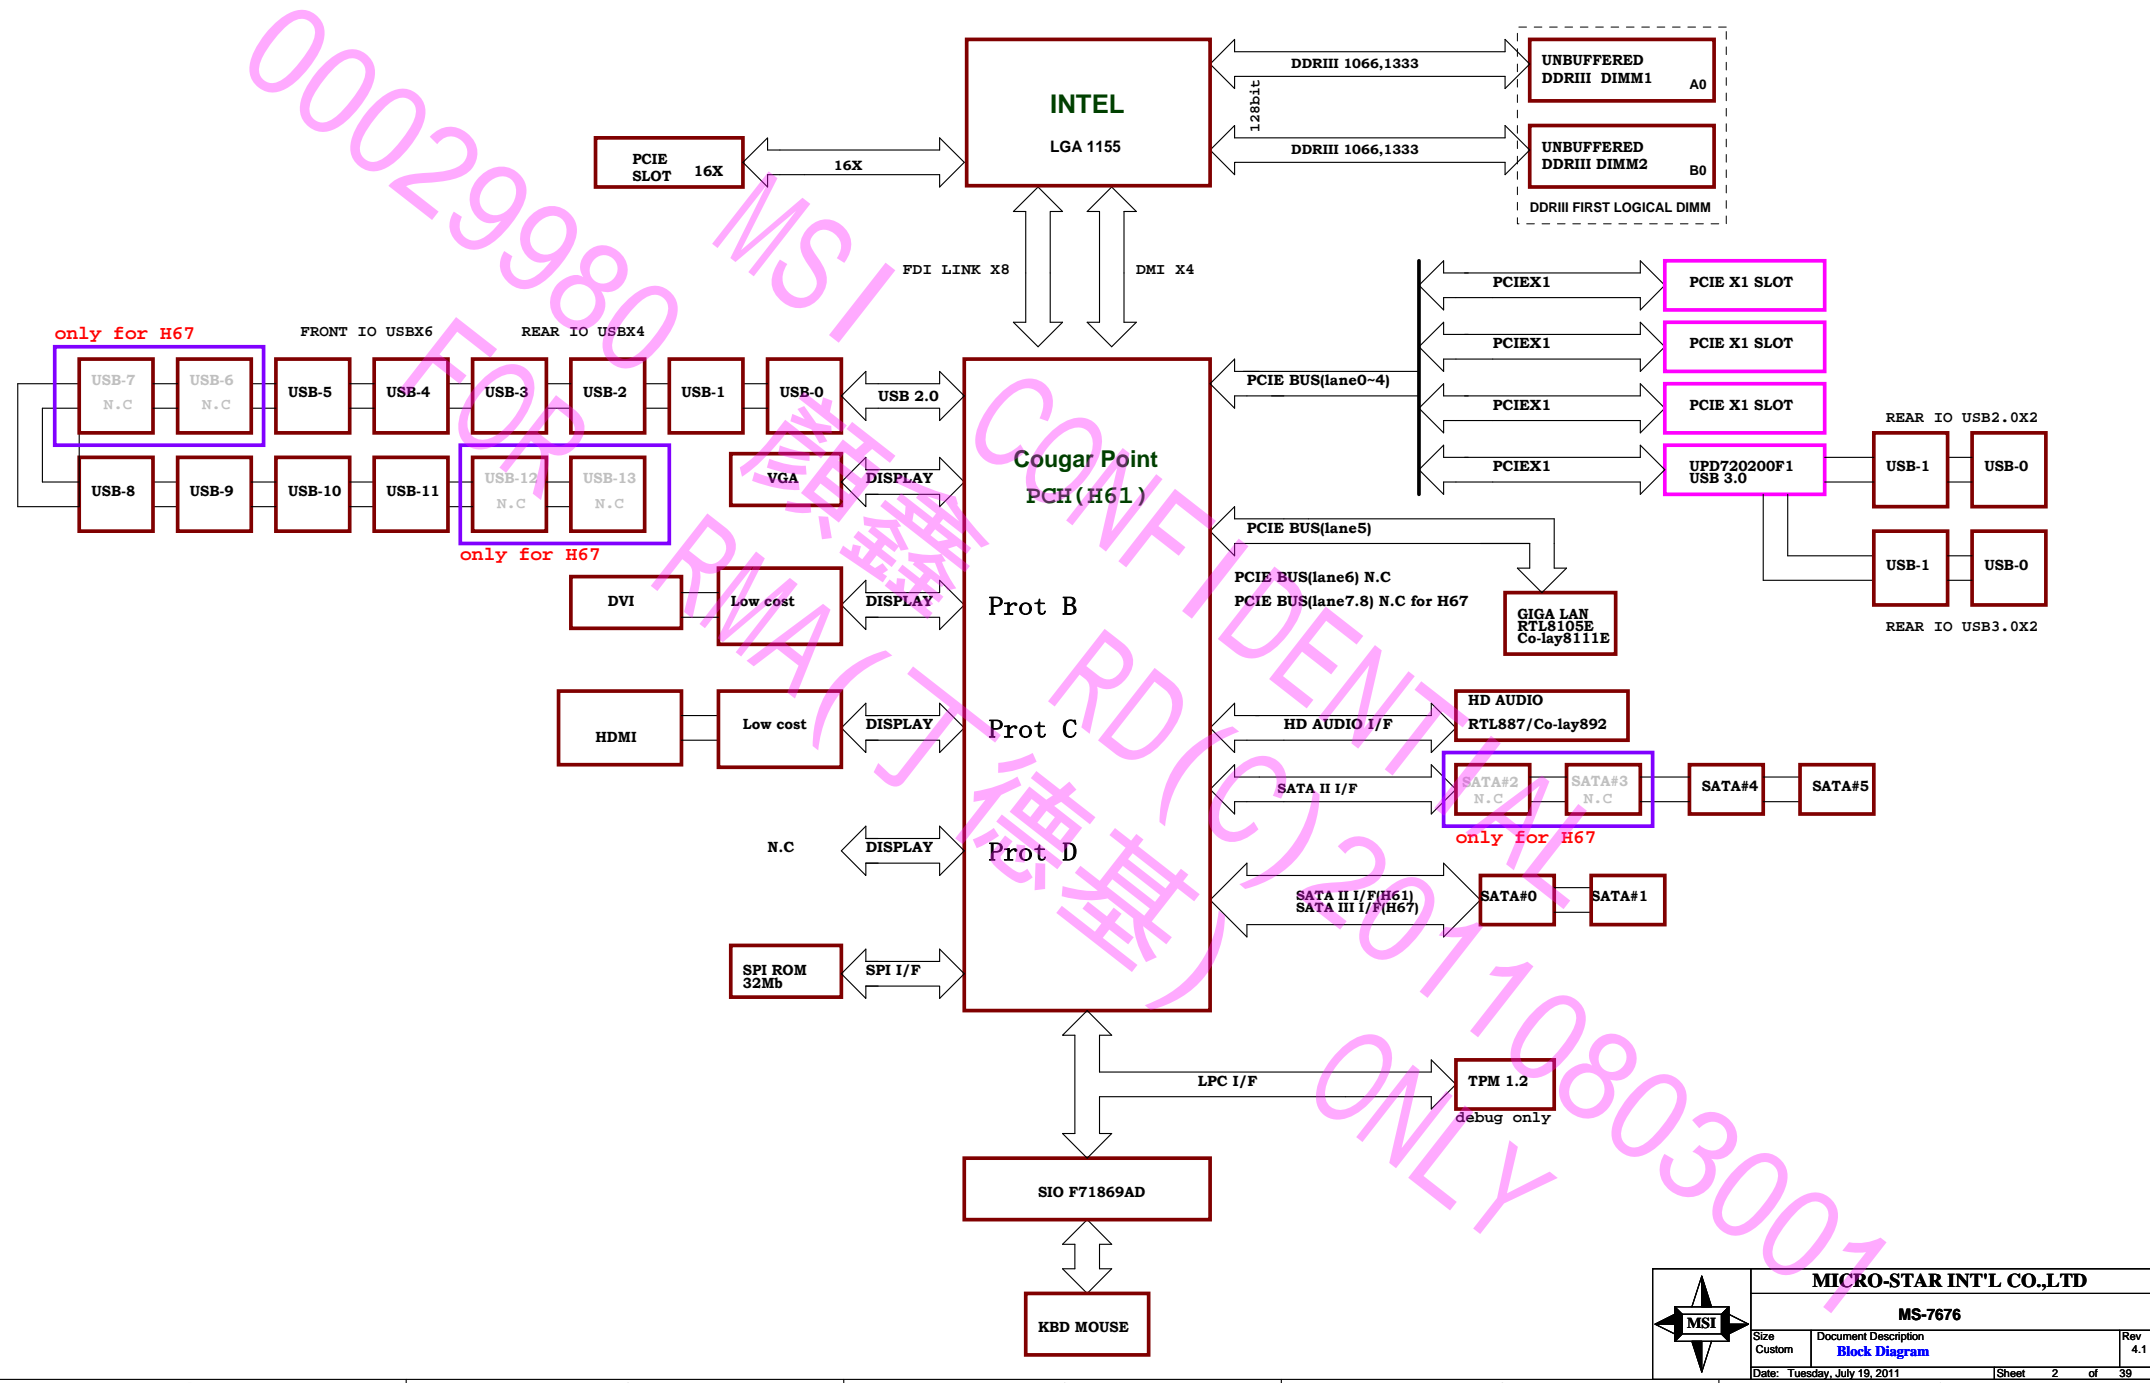 INTEL
LGA 1155
DDRIII 1066,1333
128bit
DDRIII 1066,1333
UNBUFFERED
DDRIII DIMM1
A0
UNBUFFERED
DDRIII DIMM2
B0
DDRIII FIRST LOGICAL DIMM
PCIE
SLOT 16X
16X
FDI LINK X8
DMI X4
only for H67
FRONT IO USBX6
REAR IO USBX4
USB-7
N.C
USB-6
N.C
USB-5
USB-4
USB-3
USB-2
USB-1
USB-0
USB 2.0
USB-8
USB-9
USB-10
USB-11
USB-12
N.C
USB-13
N.C
only for H67
VGA
DISPLAY
DVI
Low cost
DISPLAY
HDMI
Low cost
DISPLAY
N.C
DISPLAY
SPI ROM
32Mb
SPI I/F
Cougar Point
PCH(H61)
Prot B
Prot C
Prot D
PCIE BUS(lane0~4)
PCIEX1
PCIE X1 SLOT
PCIEX1
PCIE X1 SLOT
PCIEX1
PCIE X1 SLOT
PCIEX1
UPD720200F1
USB 3.0
REAR IO USB2.0X2
USB-1
USB-0
USB-1
USB-0
REAR IO USB3.0X2
PCIE BUS(lane5)
PCIE BUS(lane6) N.C
PCIE BUS(lane7.8) N.C for H67
GIGA LAN
RTL8105E
Co-lay8111E
HD AUDIO I/F
HD AUDIO
RTL887/Co-lay892
SATA II I/F
SATA#2
N.C
SATA#3
N.C
SATA#4
SATA#5
only for H67
SATA II I/F(H61)
SATA III I/F(H67)
SATA#0
SATA#1
LPC I/F
TPM 1.2
debug only
SIO F71869AD
KBD MOUSE
MSI CONFIDENTIAL
00029980 顏鑫 RD(C)20110803001
FOR RMA(丁德基) ONLY
MSI
MICRO-STAR INT'L CO.,LTD
MS-7676
Size
Custom
Document Description
Block Diagram
Rev
4.1
Date: Tuesday, July 19, 2011
Sheet 2 of 39